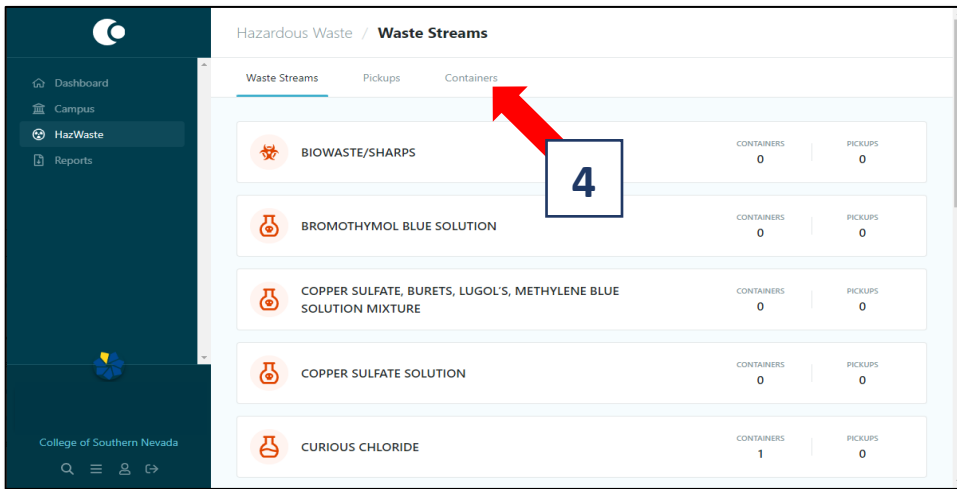 Hazardous Waste / Waste Streams
Dashboard
Campus
HazWaste
Reports
College of Southern Nevada
Waste Streams Pickups Containers
4
BIOWASTE/SHARPS CONTAINERS 0 PICKUPS 0
BROMOTHYMOL BLUE SOLUTION CONTAINERS 0 PICKUPS 0
COPPER SULFATE, BURETS, LUGOL'S, METHYLENE BLUE
SOLUTION MIXTURE CONTAINERS 0 PICKUPS 0
COPPER SULFATE SOLUTION CONTAINERS 0 PICKUPS 0
CURIOUS CHLORIDE CONTAINERS 1 PICKUPS 0